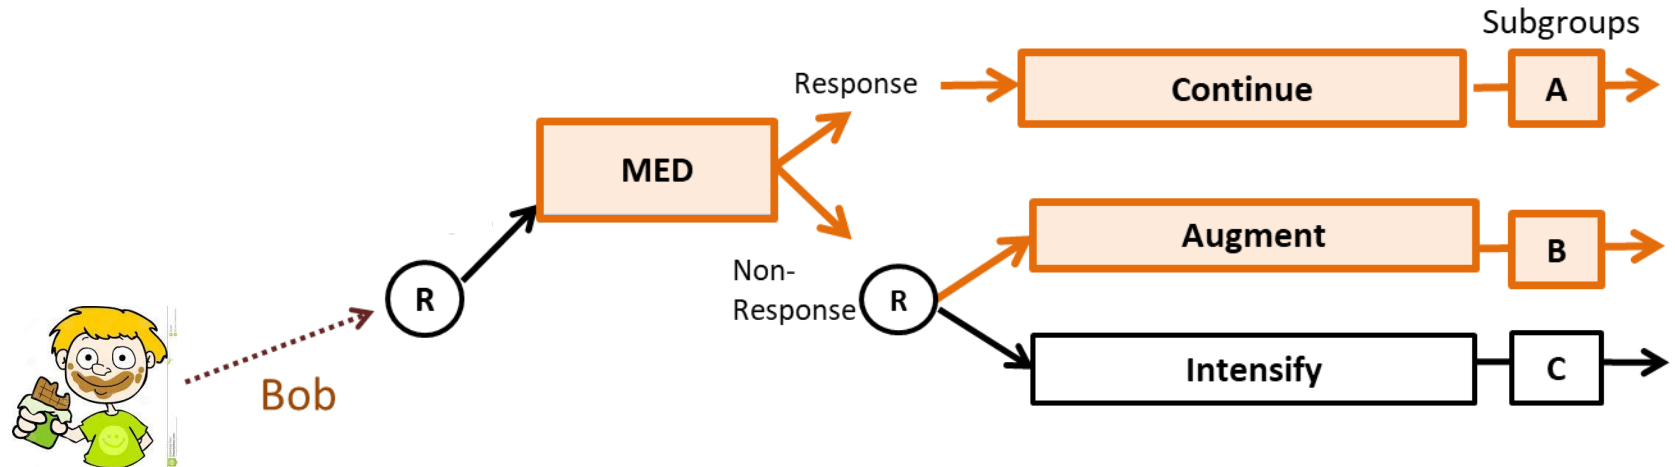 Subgroups
Response
Continue
A
MED
Augment
B
Non-
Response
R
R
Intensify
C
Bob